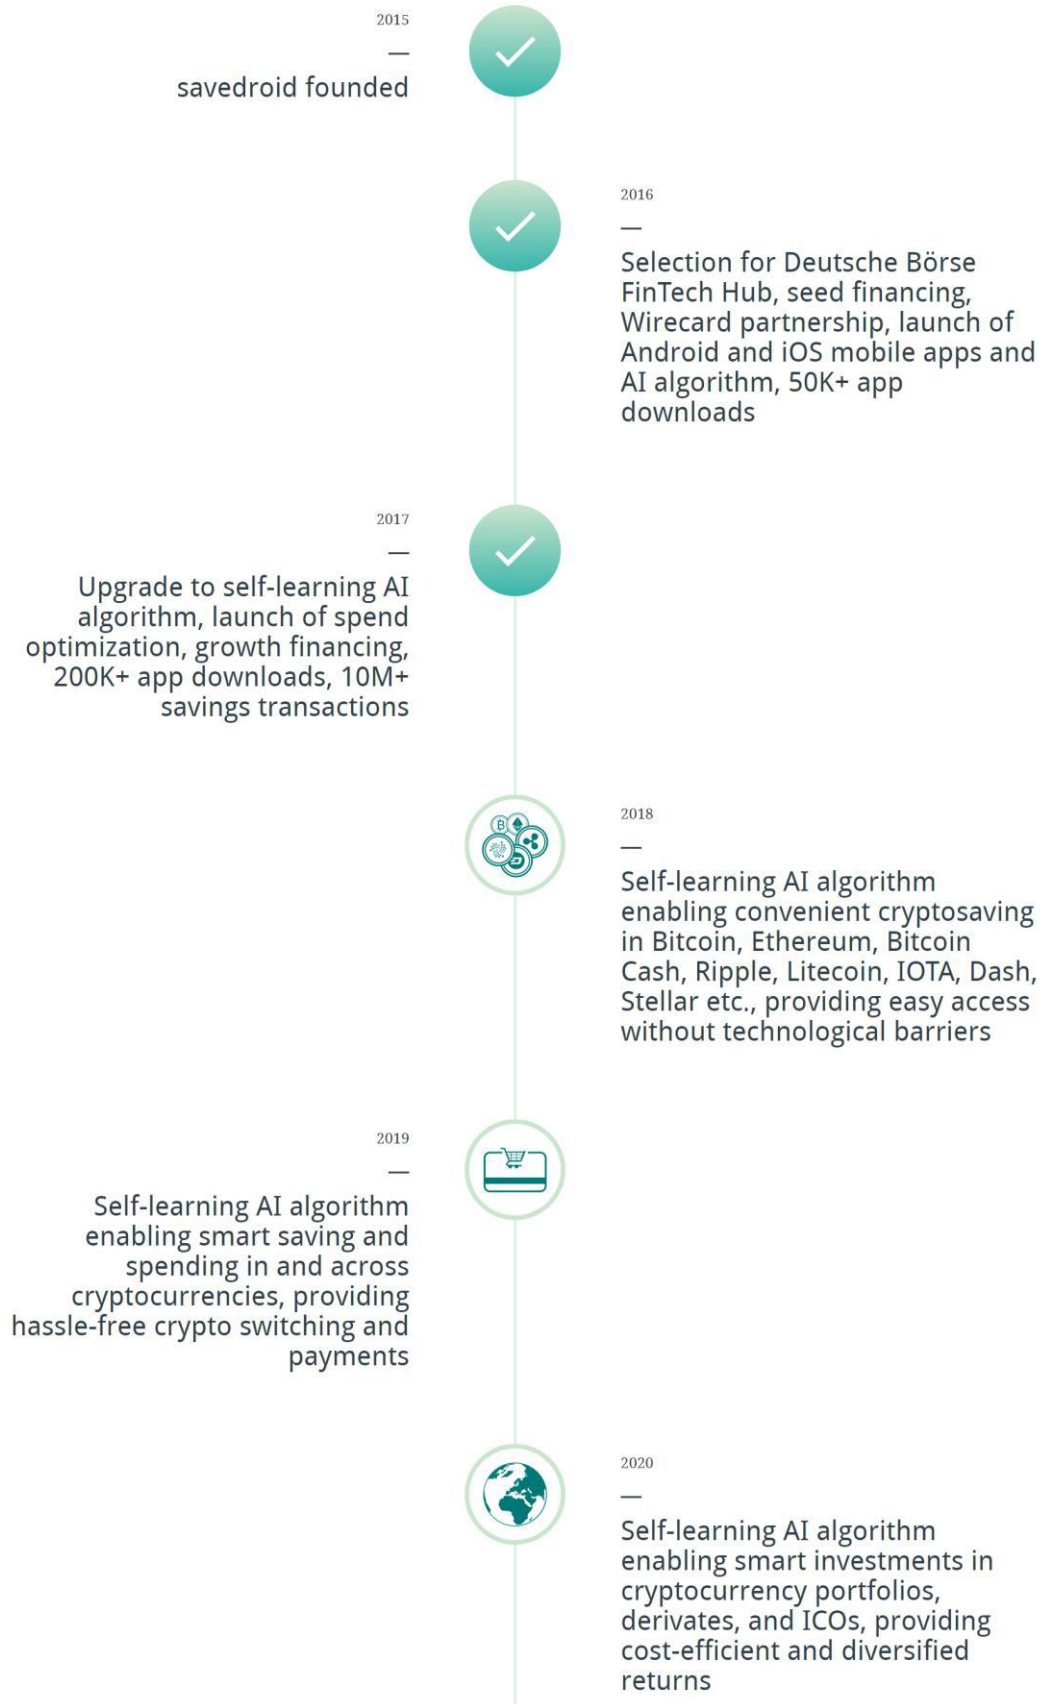 2015
—
savedroid founded
2016
—
Selection for Deutsche Börse
FinTech Hub, seed financing,
Wirecard partnership, launch of
Android and iOS mobile apps and
AI algorithm, 50K+ app
downloads
2017
—
Upgrade to self-learning AI
algorithm, launch of spend
optimization, growth financing,
200K+ app downloads, 10M+
savings transactions
2018
—
Self-learning AI algorithm
enabling convenient cryptosaving
in Bitcoin, Ethereum, Bitcoin
Cash, Ripple, Litecoin, IOTA, Dash,
Stellar etc., providing easy access
without technological barriers
2019
—
Self-learning AI algorithm
enabling smart saving and
spending in and across
cryptocurrencies, providing
hassle-free crypto switching and
payments
2020
—
Self-learning AI algorithm
enabling smart investments in
cryptocurrency portfolios,
derivates, and ICOs, providing
cost-efficient and diversified
returns